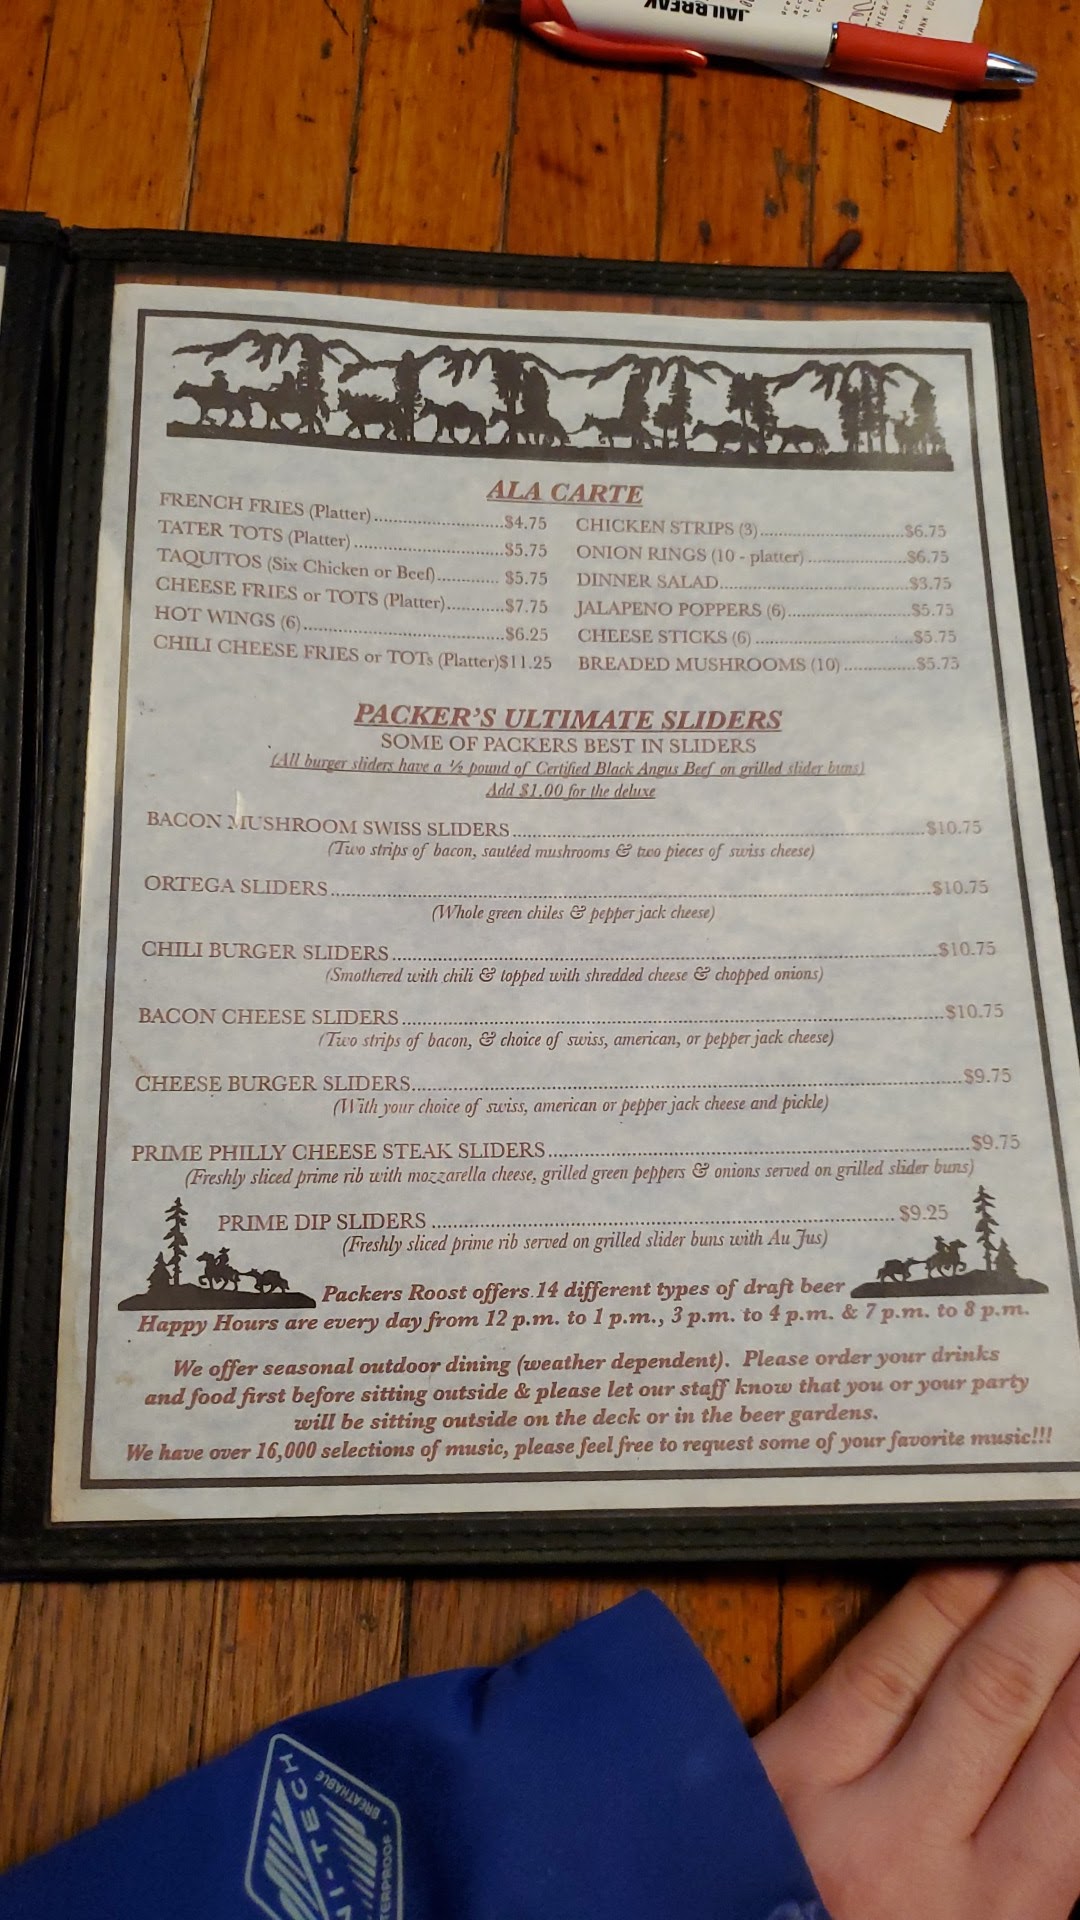 JAILBREAK
ALA CARTE
FRENCH FRIES (Platter)..........................$4.75
TATER TOTS (Platter)..............................$5.75
TAQUITOS (Six Chicken or Beef)............ $5.75
CHEESE FRIES or TOTS (Platter)...........$7.75
HOT WINGS (6).........................................$6.25
CHILI CHEESE FRIES or TOTs (Platter)$11.25
CHICKEN STRIPS (3)..............................$6.75
ONION RINGS (10 - platter) ....................$6.75
DINNER SALAD.......................................$3.75
JALAPENO POPPERS (6)..........................$5.75
CHEESE STICKS (6) .................................$5.75
BREADED MUSHROOMS (10) ...............$5.75
PACKER'S ULTIMATE SLIDERS
SOME OF PACKERS BEST IN SLIDERS
(All burger sliders have a ½ pound of Certified Black Angus Beef on grilled slider buns)
Add $1.00 for the deluxe
BACON MUSHROOM SWISS SLIDERS..........................................................................$10.75
(Two strips of bacon, sautéed mushrooms & two pieces of swiss cheese)
ORTEGA SLIDERS...............................................................................................................$10.75
(Whole green chiles & pepper jack cheese)
CHILI BURGER SLIDERS ...................................................................................................$10.75
(Smothered with chili & topped with shredded cheese & chopped onions)
BACON CHEESE SLIDERS ..................................................................................................$10.75
(Two strips of bacon, & choice of swiss, american, or pepper jack cheese)
CHEESE BURGER SLIDERS....................................................................................................$9.75
(With your choice of swiss, american or pepper jack cheese and pickle)
PRIME PHILLY CHEESE STEAK SLIDERS..............................................................................$9.75
(Freshly sliced prime rib with mozzarella cheese, grilled green peppers & onions served on grilled slider buns)
PRIME DIP SLIDERS ..................................................................................... $9.25
(Freshly sliced prime rib served on grilled slider buns with Au Jus)
Packers Roost offers 14 different types of draft beer
Happy Hours are every day from 12 p.m. to 1 p.m., 3 p.m. to 4 p.m. & 7 p.m. to 8 p.m.
We offer seasonal outdoor dining (weather dependent). Please order your drinks
and food first before sitting outside & please let our staff know that you or your party
will be sitting outside on the deck or in the beer gardens.
We have over 16,000 selections of music, please feel free to request some of your favorite music!!!
BREATHABLE